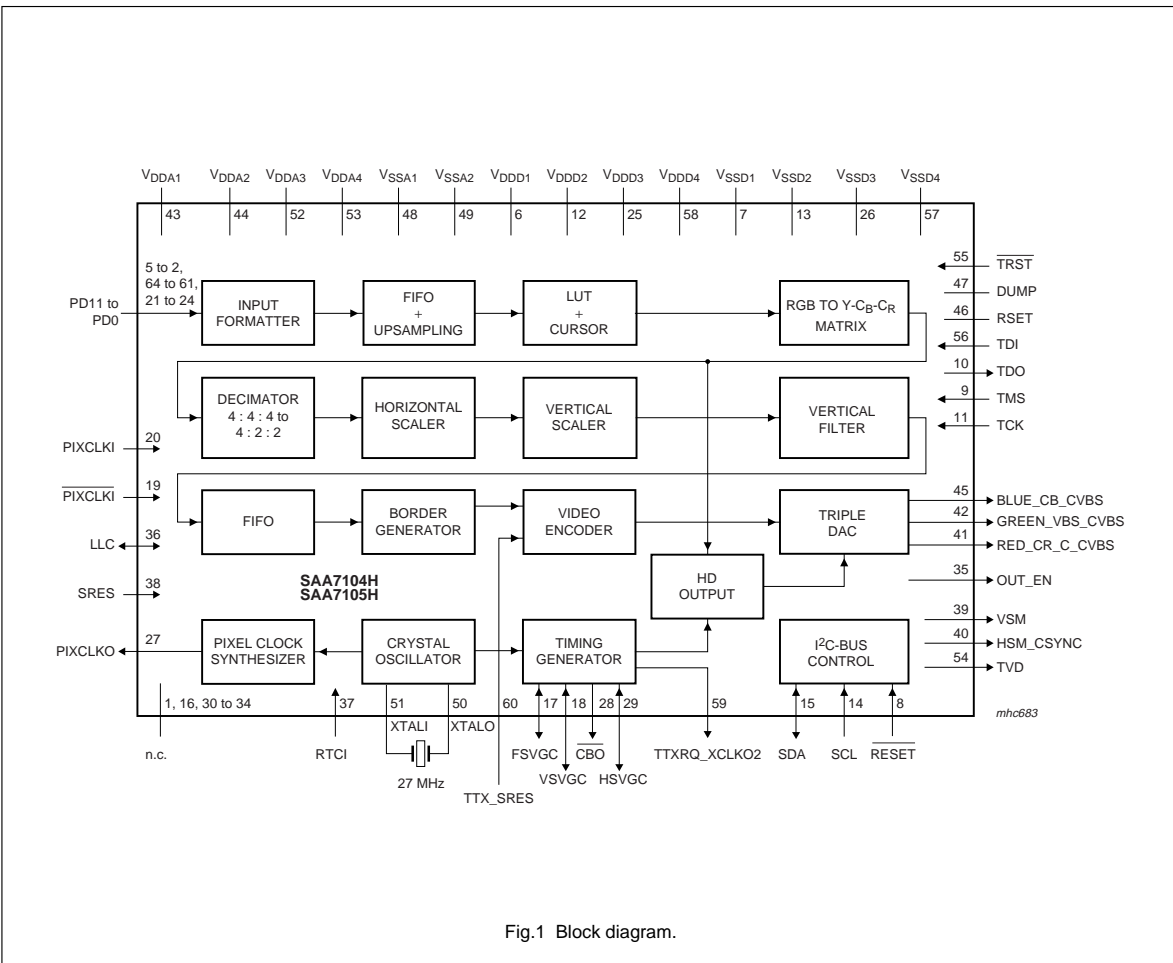 VDDA1 VDDA2 VDDA3 VDDA4 VSSA1 VSSA2 VDDD1 VDDD2 VDDD3 VDDD4 VSSD1 VSSD2 VSSD3 VSSD4
43 44 52 53 48 49 6 12 25 58 7 13 26 57
PD11 to
PD0
5 to 2,
64 to 61,
21 to 24
INPUT
FORMATTER
FIFO
+
UPSAMPLING
LUT
+
CURSOR
RGB TO Y-CB-CR
MATRIX
55 TRST
47 DUMP
46 RSET
56 TDI
10 TDO
9 TMS
11 TCK
DECIMATOR
4 : 4 : 4 to
4 : 2 : 2
HORIZONTAL
SCALER
VERTICAL
SCALER
VERTICAL
FILTER
PIXCLKI 20
PIXCLKI 19
LLC 36
SRES 38
PIXCLKO 27
FIFO
BORDER
GENERATOR
VIDEO
ENCODER
TRIPLE
DAC
45 BLUE_CB_CVBS
42 GREEN_VBS_CVBS
41 RED_CR_C_CVBS
35 OUT_EN
39 VSM
40 HSM_CSYNC
54 TVD
SAA7104H
SAA7105H
HD
OUTPUT
PIXEL CLOCK
SYNTHESIZER
CRYSTAL
OSCILLATOR
TIMING
GENERATOR
I2C-BUS
CONTROL
1, 16, 30 to 34
n.c.
37
RTCI
51 50
XTALI XTALO
27 MHz
60
TTX_SRES
17 18 28 29
FSVGC
VSVGC
CBO
HSVGC
59
TTXRQ_XCLKO2
15 14 8
SDA SCL RESET
mhc683
Fig.1 Block diagram.